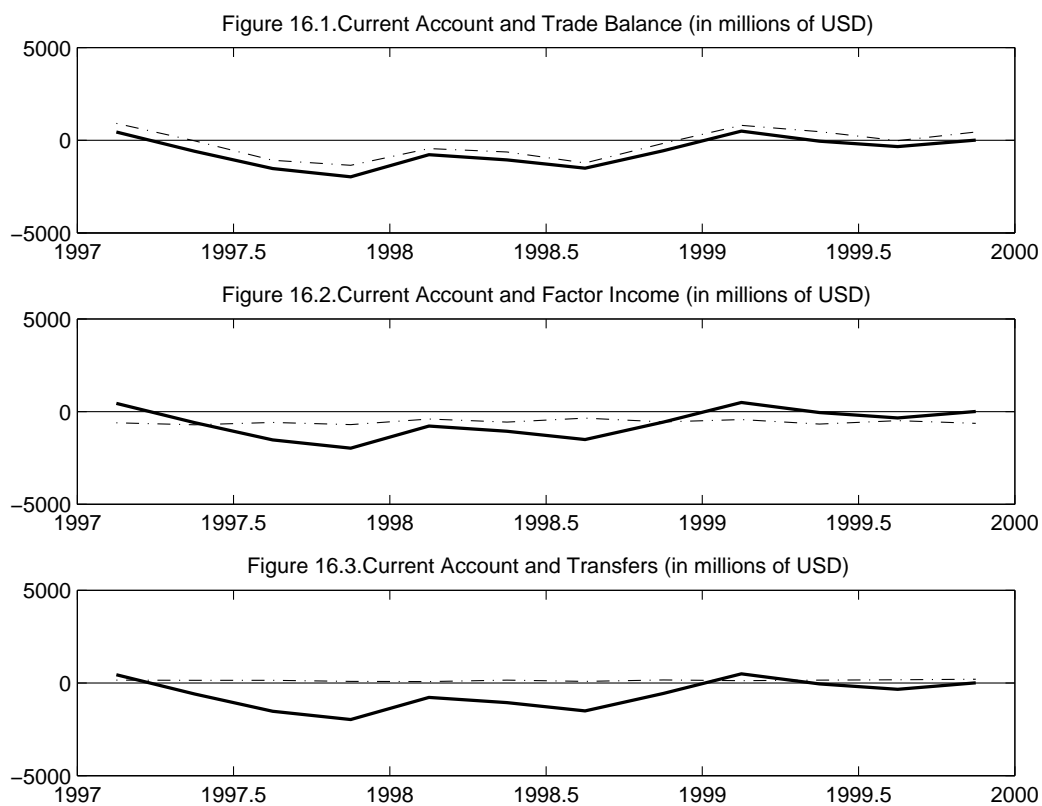 Figure 16.1.Current Account and Trade Balance (in millions of USD)
5000
0
−5000
1997 1997.5 1998 1998.5 1999 1999.5 2000
Figure 16.2.Current Account and Factor Income (in millions of USD)
5000
0
−5000
1997 1997.5 1998 1998.5 1999 1999.5 2000
Figure 16.3.Current Account and Transfers (in millions of USD)
5000
0
−5000
1997 1997.5 1998 1998.5 1999 1999.5 2000